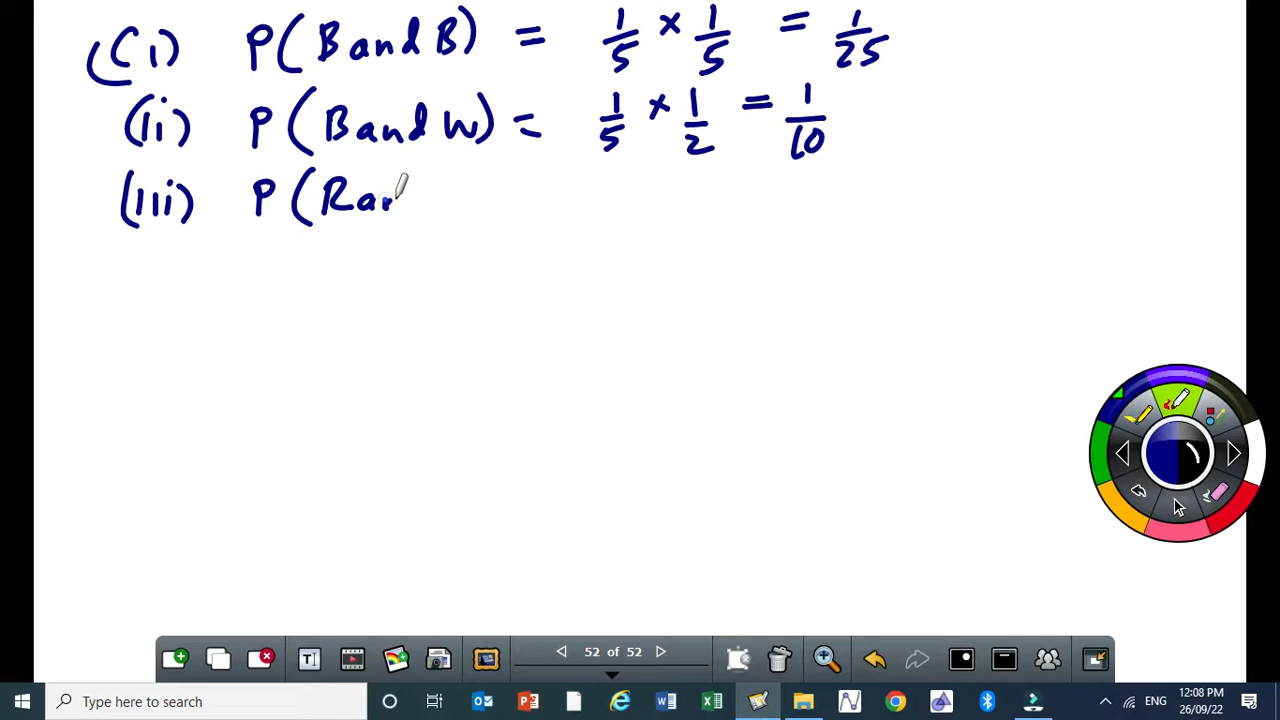 (i) P(B and B) = 1/5 × 1/5 = 1/25
(ii) P(B and W) = 1/5 × 1/2 = 1/10
(iii) P(Ran
52 of 52
Type here to search
ENG
12:08 PM
26/09/22